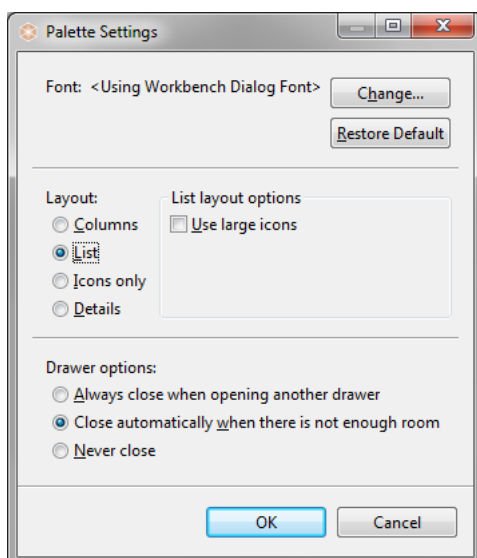 Palette Settings
Font: <Using Workbench Dialog Font>
Change...
Restore Default
Layout:
List layout options
Columns
Use large icons
List
Icons only
Details
Drawer options:
Always close when opening another drawer
Close automatically when there is not enough room
Never close
OK
Cancel